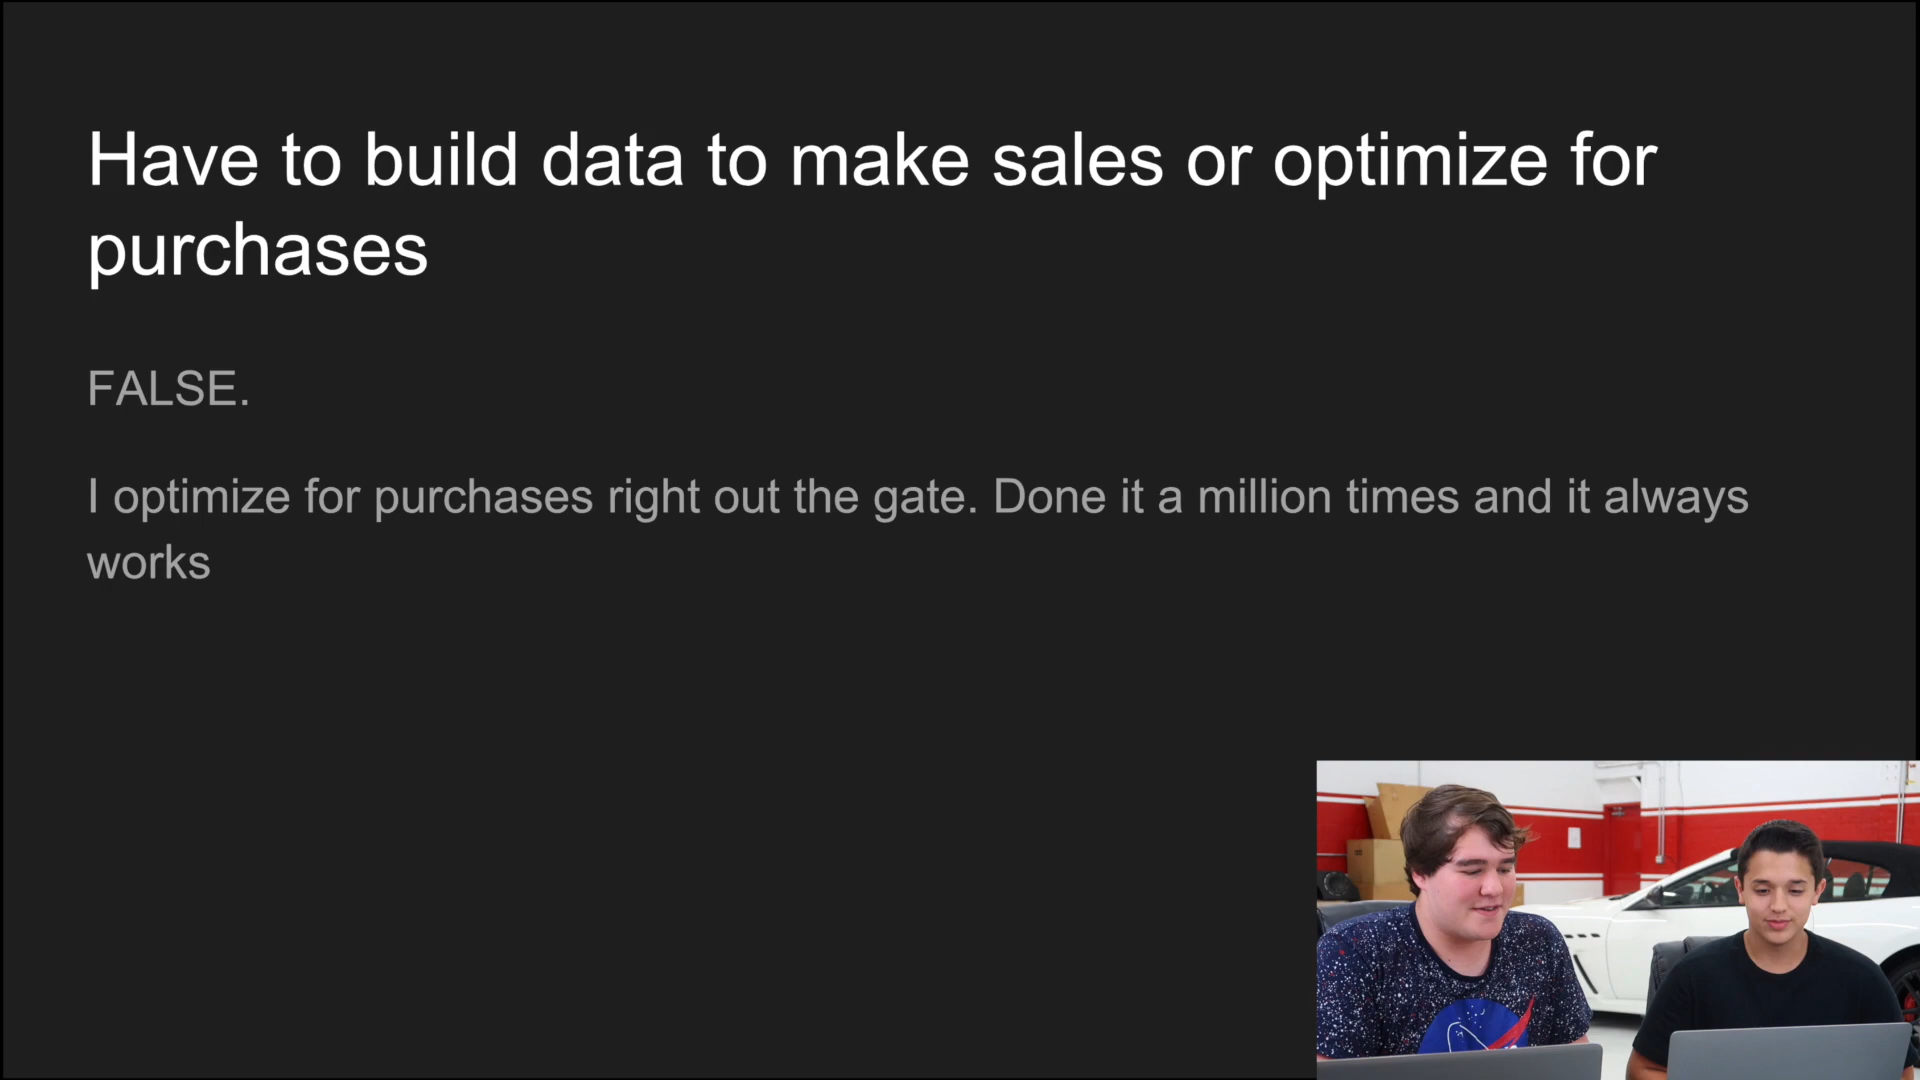 Have to build data to make sales or optimize for
purchases
FALSE.
I optimize for purchases right out the gate. Done it a million times and it always
works